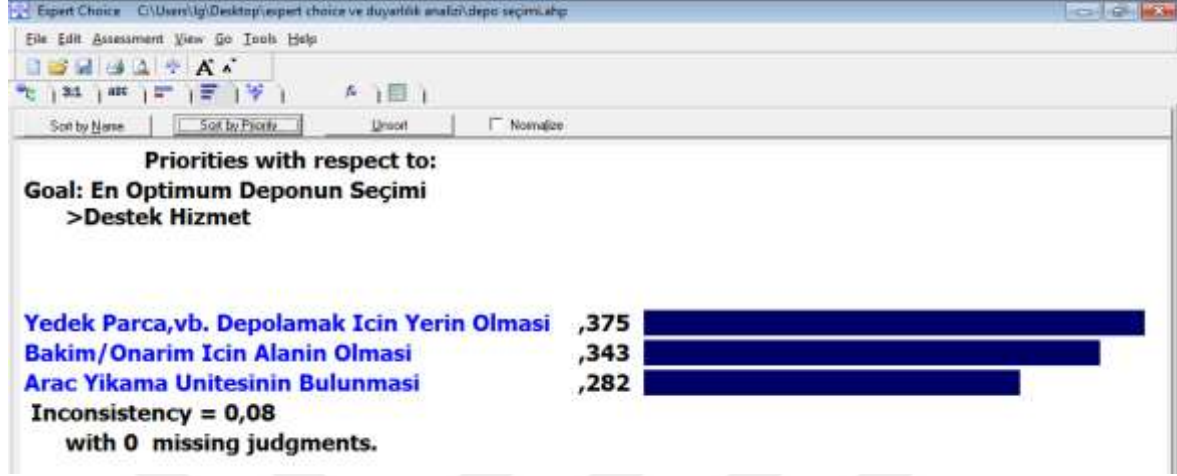 Expert Choice C:\Users\lg\Desktop\expert choice ve duyarlılık analizi\depo seçimi.ahp
File Edit Assessment View Go Tools Help
A A
3:1 ABC
Sort by Name Sort by Priority Unsort Normalize
Priorities with respect to:
Goal: En Optimum Deponun Seçimi
>Destek Hizmet
Yedek Parca,vb. Depolamak Icin Yerin Olmasi ,375
Bakim/Onarim Icin Alanin Olmasi ,343
Arac Yikama Unitesinin Bulunmasi ,282
Inconsistency = 0,08
with 0 missing judgments.